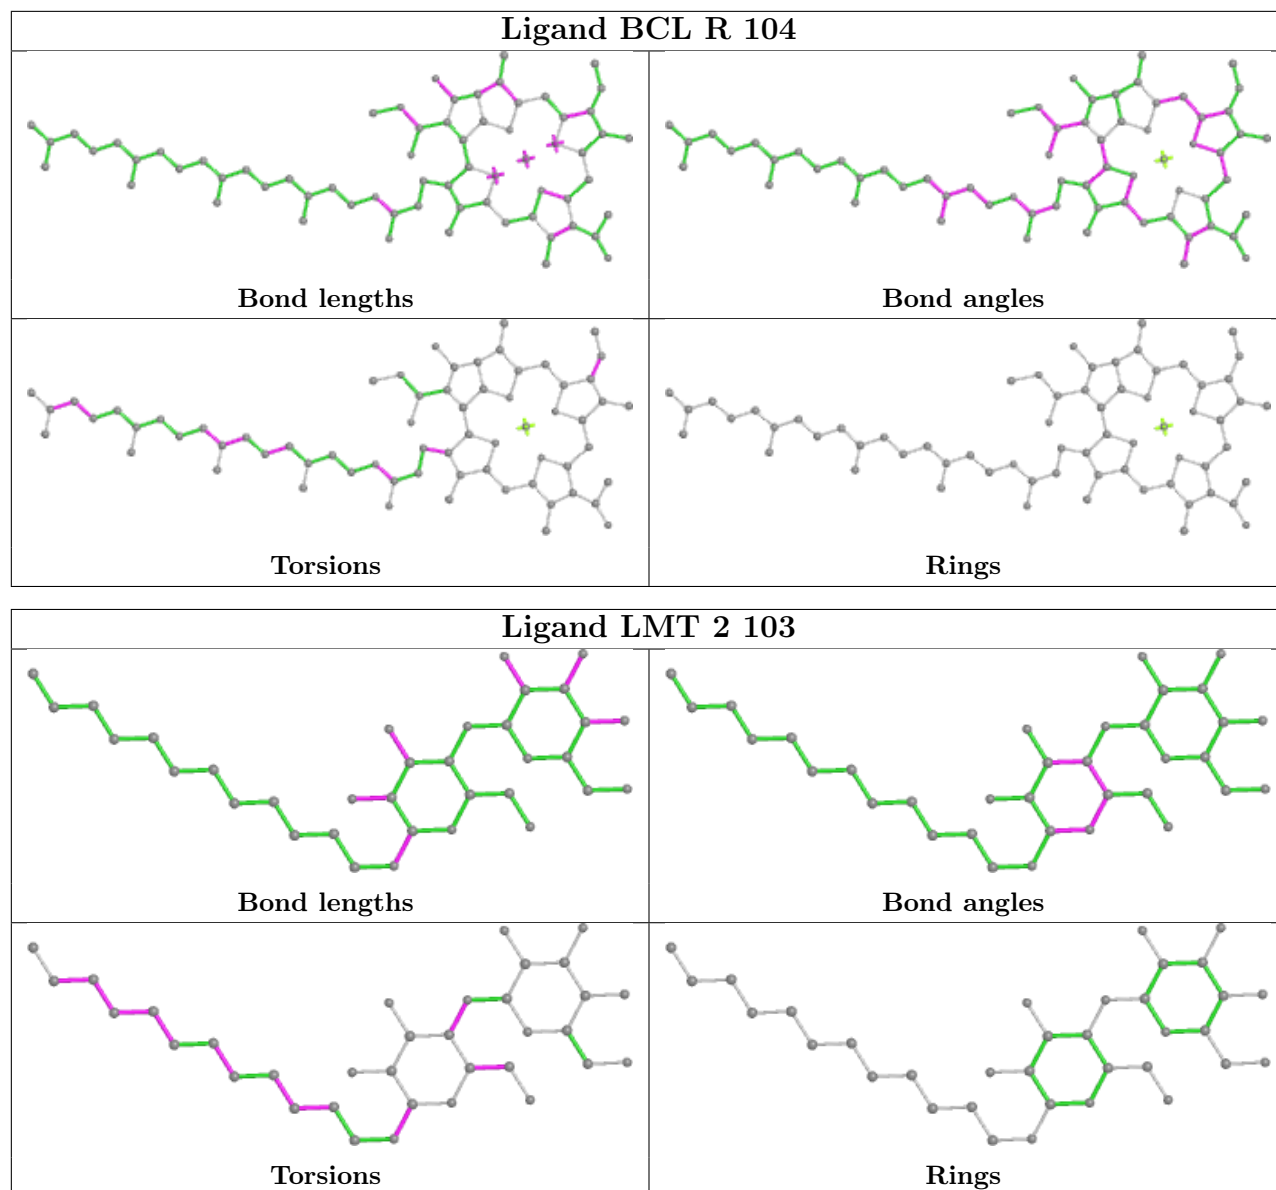 Ligand BCL R 104
Bond lengths
Bond angles
Torsions
Rings
Ligand LMT 2 103
Bond lengths
Bond angles
Torsions
Rings